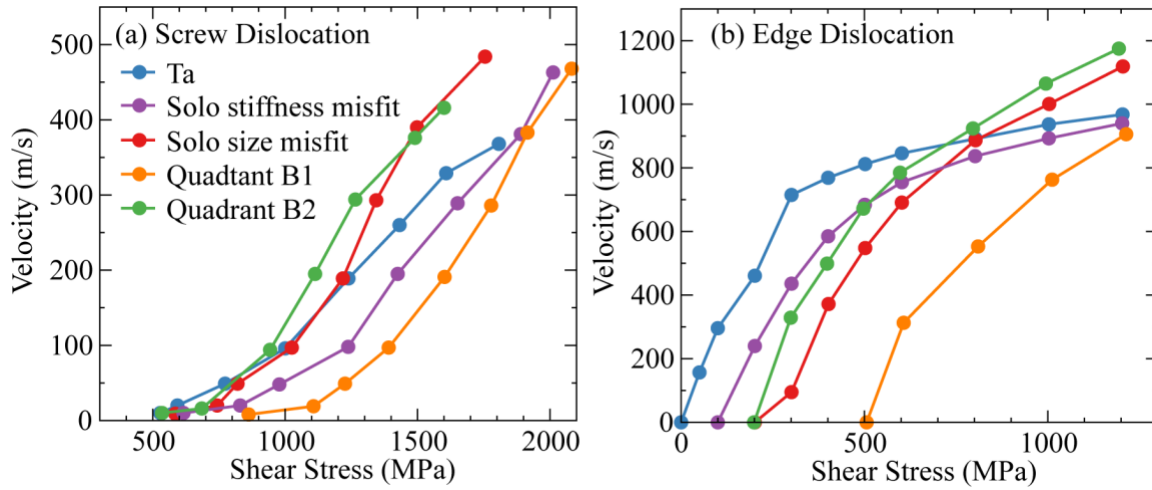 (a) Screw Dislocation
Ta
Solo stiffness misfit
Solo size misfit
Quadtant B1
Quadrant B2
Velocity (m/s)
500
400
300
200
100
0
500
1000
1500
2000
Shear Stress (MPa)
(b) Edge Dislocation
Velocity (m/s)
1200
1000
800
600
400
200
0
0
500
1000
Shear Stress (MPa)